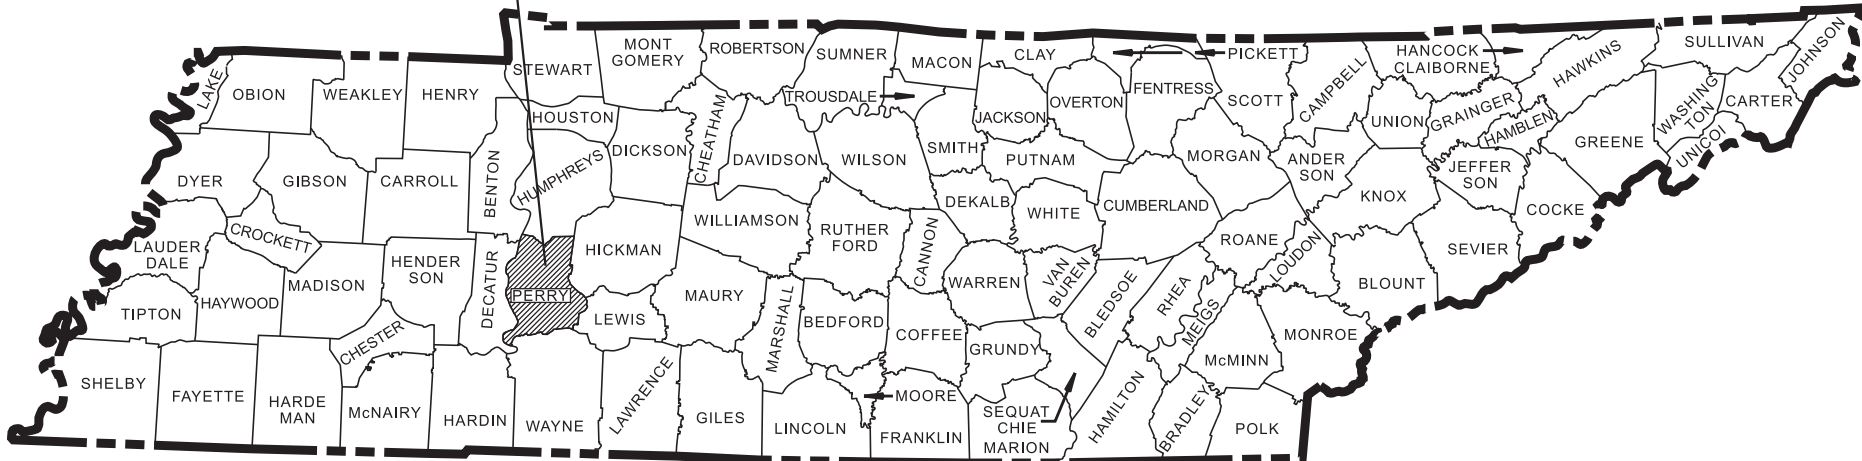 STEWART
MONT
GOMERY
ROBERTSON
SUMNER
MACON
CLAY
PICKETT
HANCOCK
CLAIBORNE
HAWKINS
SULLIVAN
JOHNSON
LAKE
OBION
WEAKLEY
HENRY
HOUSTON
CHEATHAM
TROUSDALE
JACKSON
OVERTON
FENTRESS
SCOTT
CAMPBELL
UNION
GRAINGER
HAMBLEN
WASHING
TON
CARTER
UNICOI
GREENE
DYER
GIBSON
CARROLL
BENTON
HUMPHREYS
DICKSON
DAVIDSON
WILSON
SMITH
PUTNAM
MORGAN
ANDER
SON
KNOX
JEFFER
SON
COCKE
LAUDER
DALE
CROCKETT
MADISON
HENDER
SON
DECATUR
PERRY
HICKMAN
WILLIAMSON
RUTHER
FORD
CANNON
DEKALB
WHITE
CUMBERLAND
ROANE
LOUDON
BLOUNT
SEVIER
TIPTON
HAYWOOD
CHESTER
LEWIS
MAURY
MARSHALL
BEDFORD
COFFEE
WARREN
VAN
BUREN
BLEDSOE
RHEA
MEIGS
McMINN
MONROE
SHELBY
FAYETTE
HARDE
MAN
McNAIRY
HARDIN
WAYNE
LAWRENCE
GILES
LINCOLN
MOORE
FRANKLIN
GRUNDY
SEQUAT
CHIE
MARION
HAMILTON
BRADLEY
POLK